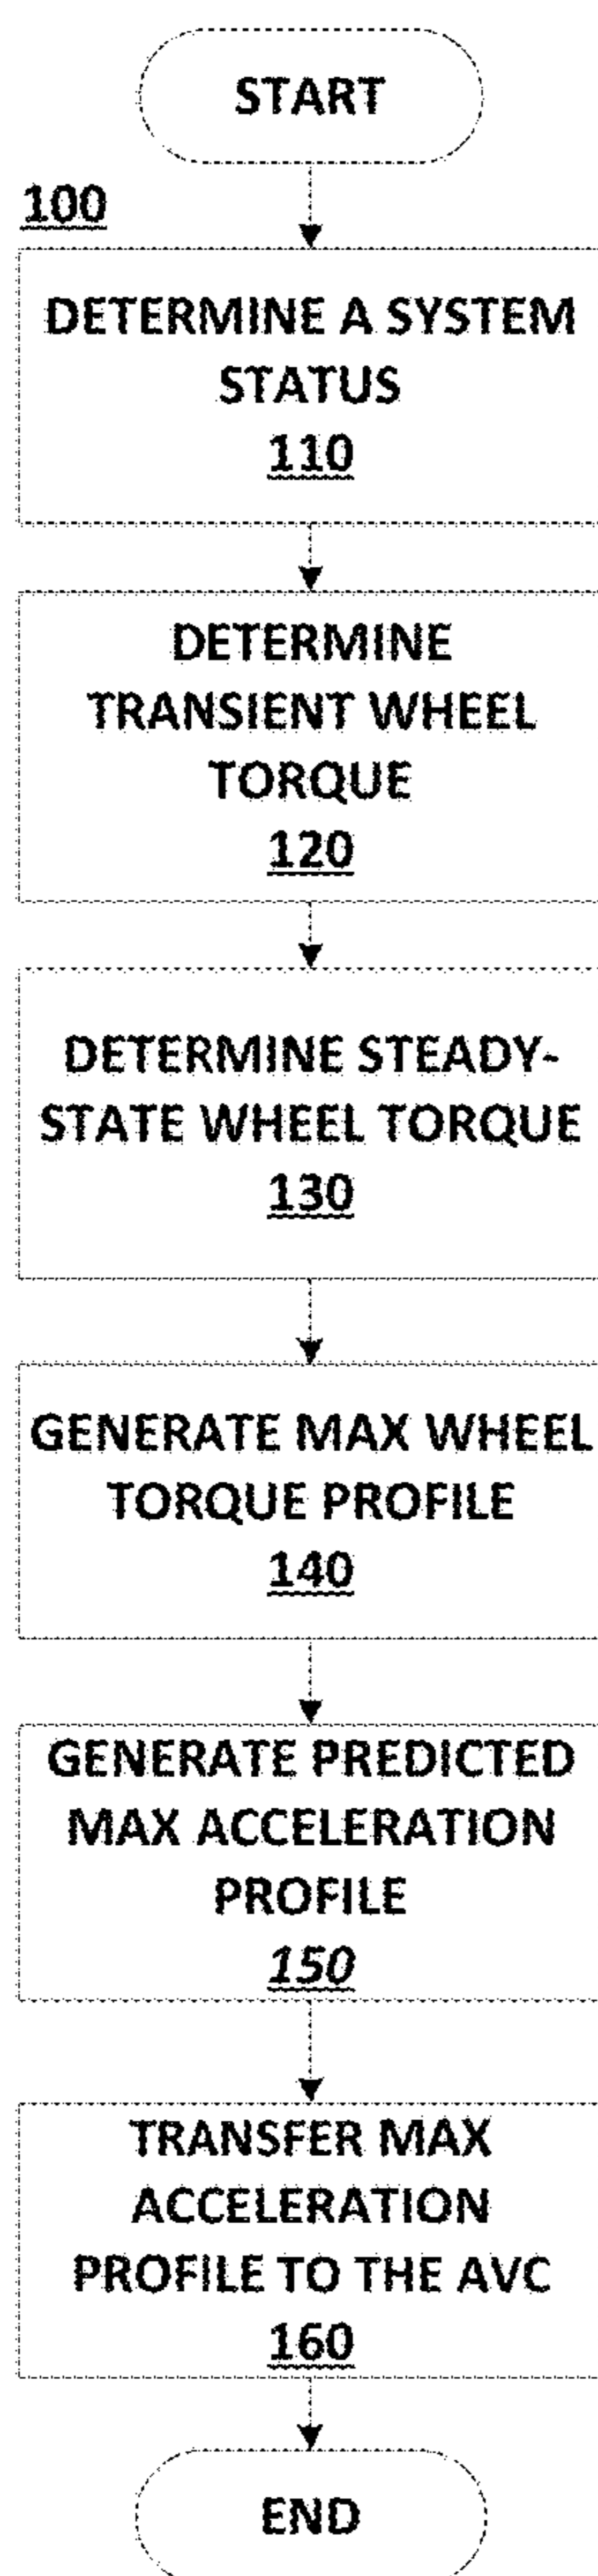 START
100
DETERMINE A SYSTEM
STATUS
110
DETERMINE
TRANSIENT WHEEL
TORQUE
120
DETERMINE STEADY-
STATE WHEEL TORQUE
130
GENERATE MAX WHEEL
TORQUE PROFILE
140
GENERATE PREDICTED
MAX ACCELERATION
PROFILE
150
TRANSFER MAX
ACCELERATION
PROFILE TO THE AVC
160
END